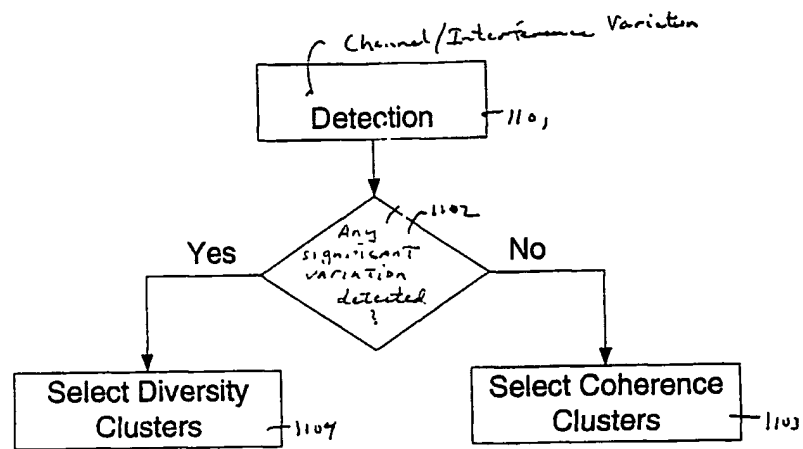 Channel/Interference Variation
Detection
1101
1102
Any
significant
variation
detected
?
Yes
No
Select Diversity
Clusters
1104
Select Coherence
Clusters
1103